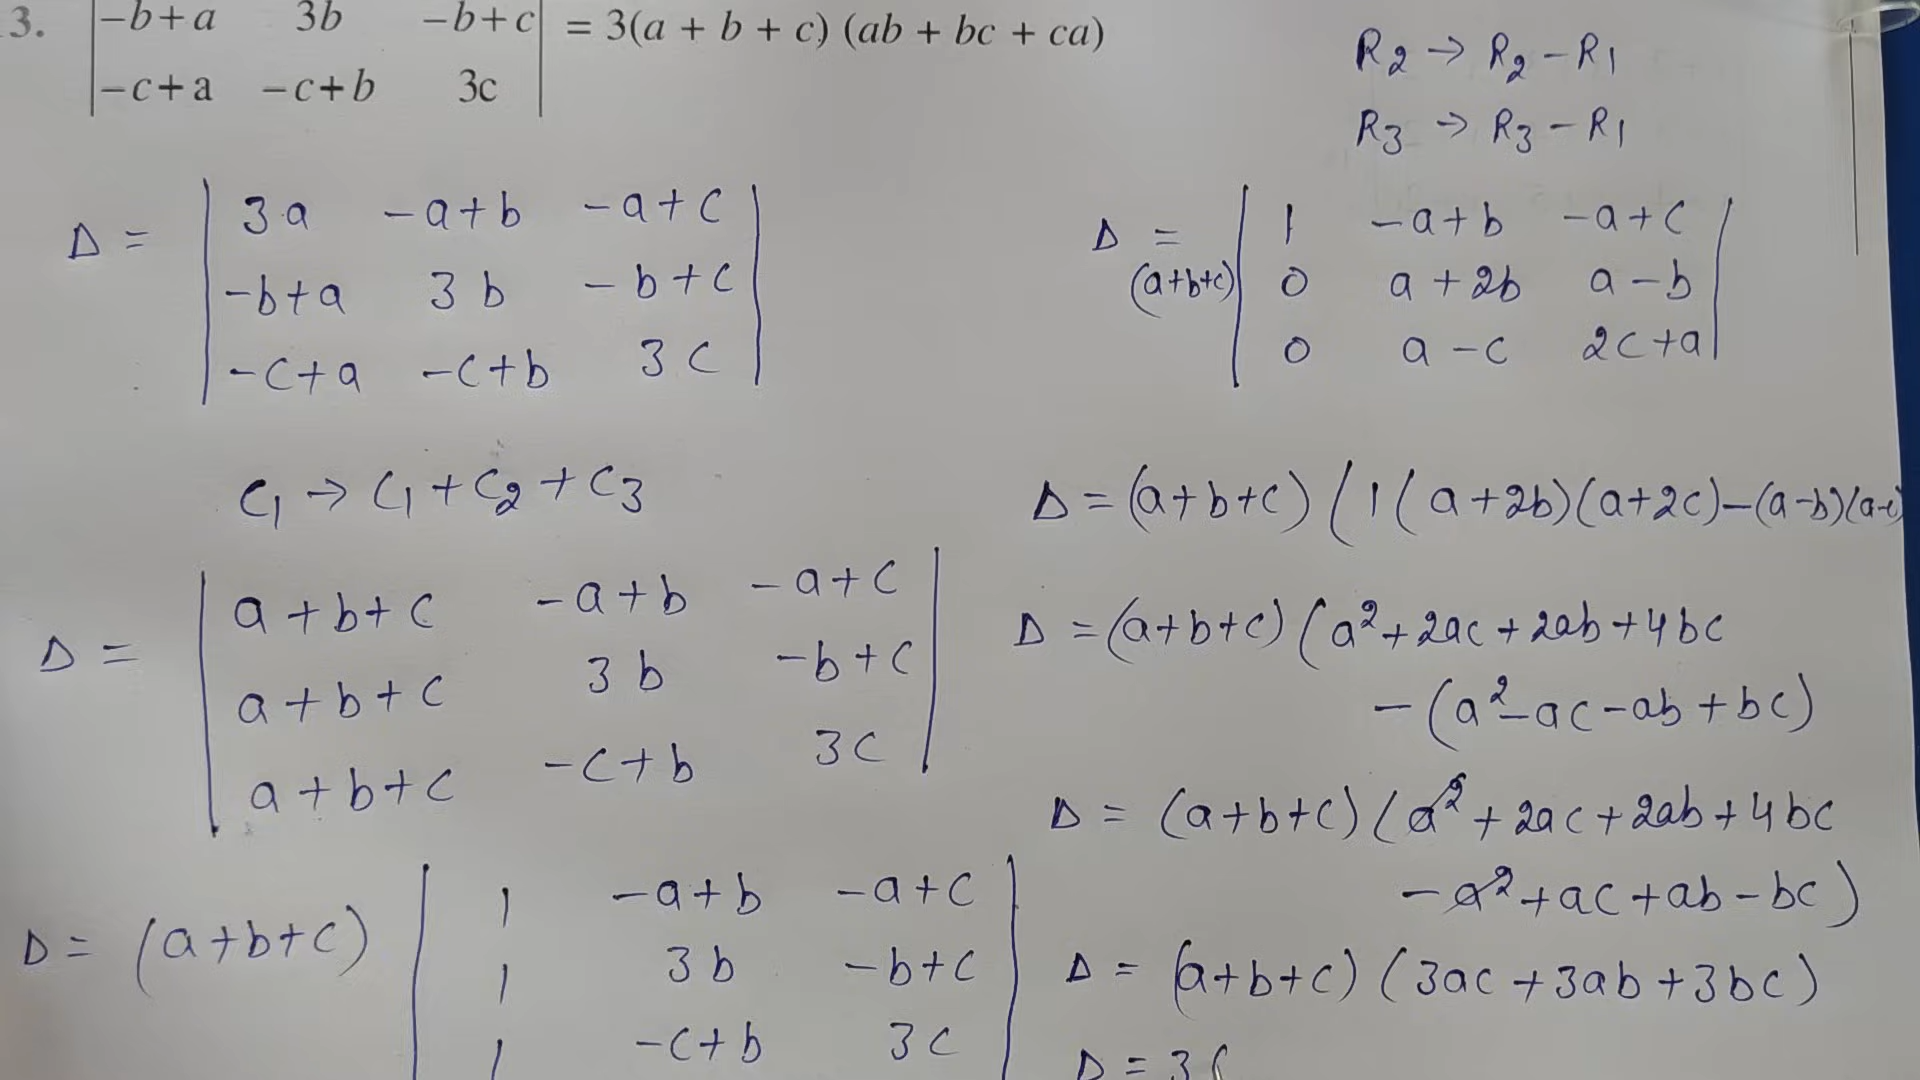 3. |-b+a 3b -b+c| = 3(a + b + c) (ab + bc + ca)
|-c+a -c+b 3c|
Δ = | 3a -a+b -a+c |
| -b+a 3b -b+c |
| -c+a -c+b 3c |
C1 → C1 + C2 + C3
Δ = | a+b+c -a+b -a+c |
| a+b+c 3b -b+c |
| a+b+c -c+b 3c |
Δ = (a+b+c) | 1 -a+b -a+c |
| 1 3b -b+c |
| 1 -c+b 3c |
R2 → R2 - R1
R3 → R3 - R1
Δ = (a+b+c) | 1 -a+b -a+c |
| 0 a+2b a-b |
| 0 a-c 2c+a |
Δ = (a+b+c) (1(a+2b)(a+2c)-(a-b)(a-c)
Δ = (a+b+c) (a²+2ac+2ab+4bc
-(a²-ac-ab+bc)
Δ = (a+b+c) (a²+2ac+2ab+4bc
-a²+ac+ab-bc)
Δ = (a+b+c) (3ac+3ab+3bc)
Δ = 3(